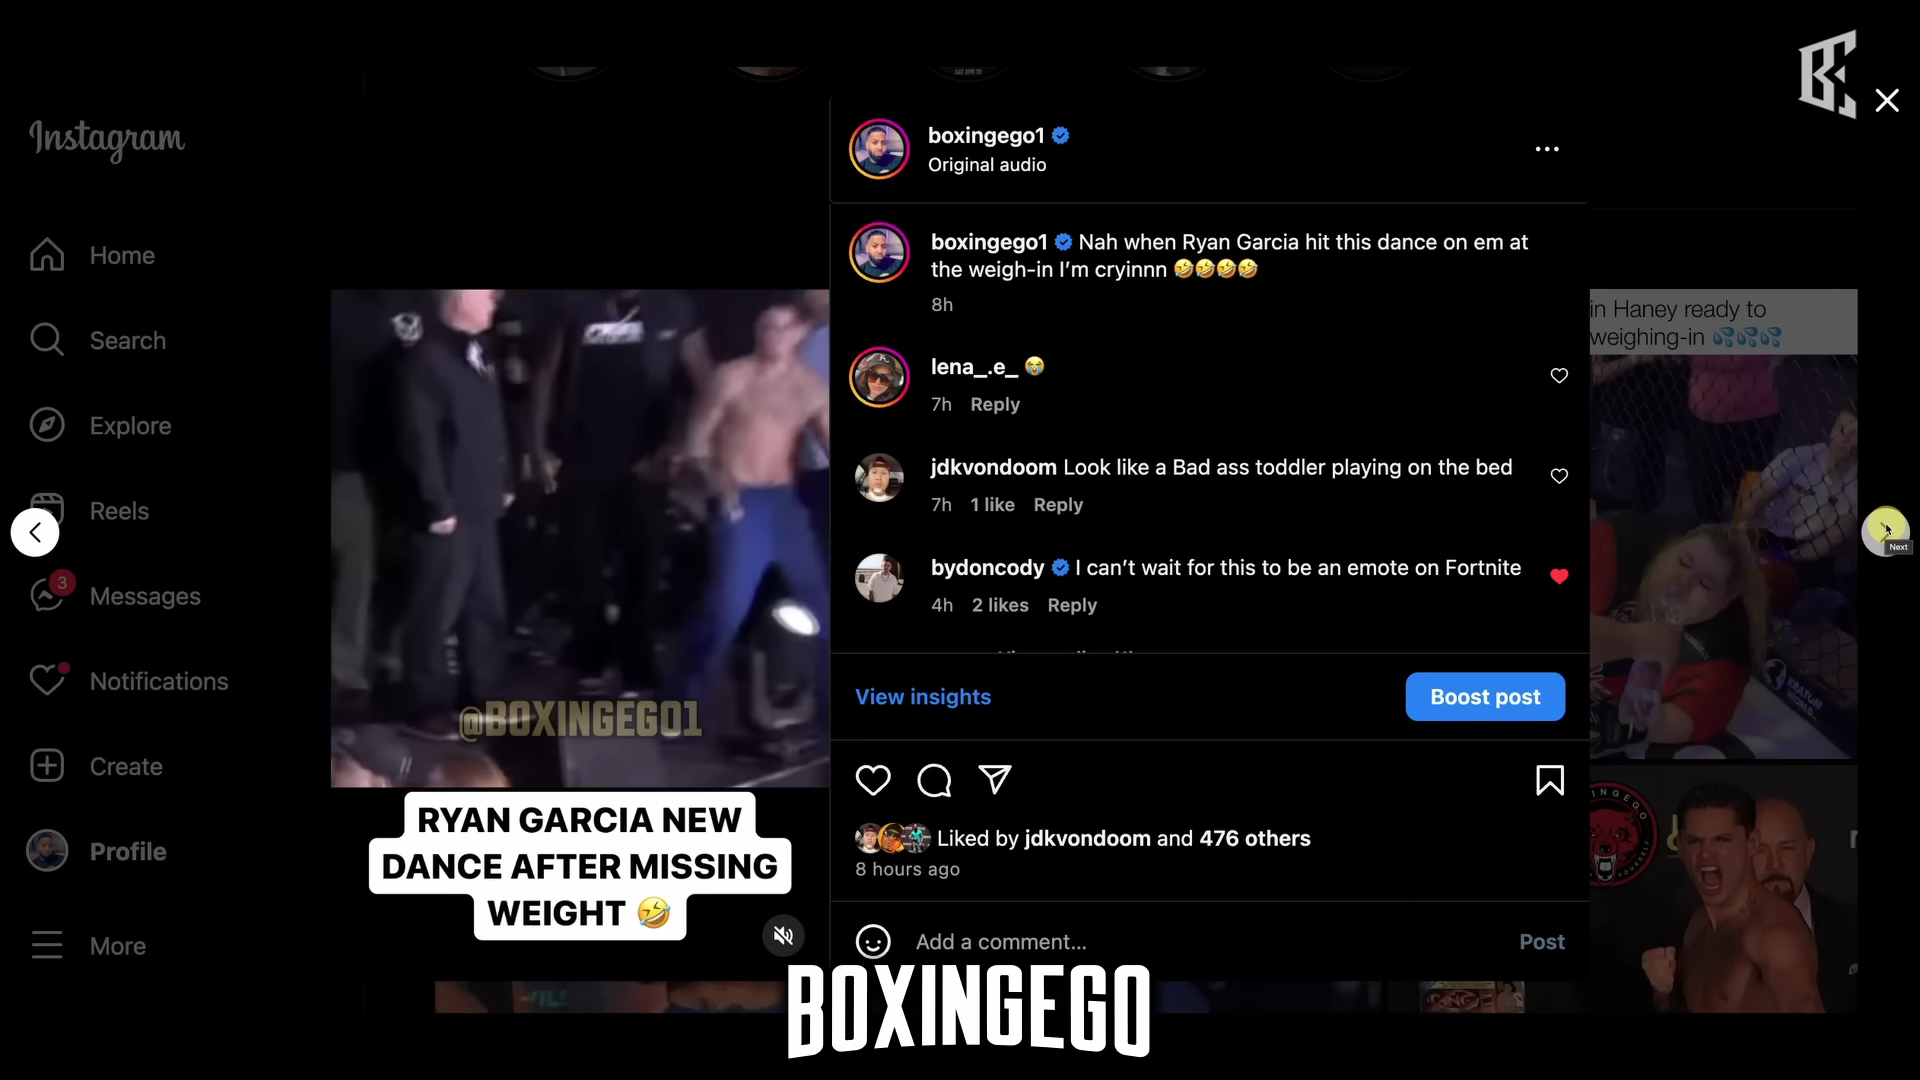 Instagram
Home
Search
Explore
Reels
3
Messages
Notifications
Create
Profile
More
@BOXINGEGO1
RYAN GARCIA NEW
DANCE AFTER MISSING
WEIGHT 🤣
boxingego1
Original audio
boxingego1 Nah when Ryan Garcia hit this dance on em at
the weigh-in I’m cryinnn 🤣🤣🤣🤣
8h
lena_.e_ 😭
7h Reply
jdkvondoom Look like a Bad ass toddler playing on the bed
7h 1 like Reply
bydoncody I can’t wait for this to be an emote on Fortnite
4h 2 likes Reply
View insights
Boost post
Liked by jdkvondoom and 476 others
8 hours ago
Add a comment...
Post
BOXINGEGO
in Haney ready to
weighing-in 💦💦💦
Next
BE